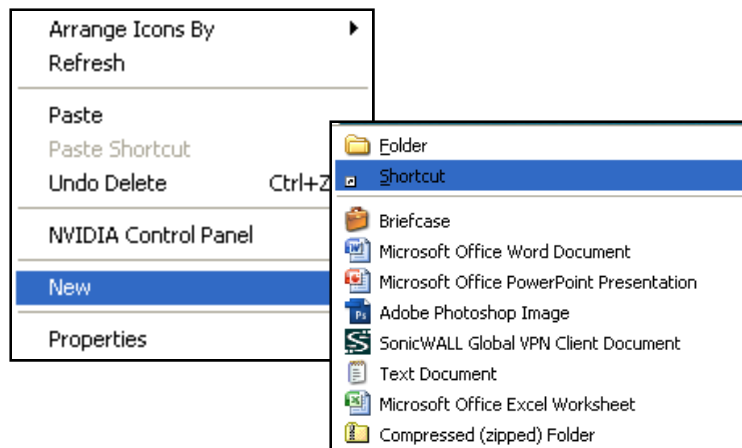 Arrange Icons By
Refresh
Paste
Paste Shortcut
Undo Delete Ctrl+Z
NVIDIA Control Panel
New
Properties
Folder
Shortcut
Briefcase
Microsoft Office Word Document
Microsoft Office PowerPoint Presentation
Adobe Photoshop Image
SonicWALL Global VPN Client Document
Text Document
Microsoft Office Excel Worksheet
Compressed (zipped) Folder